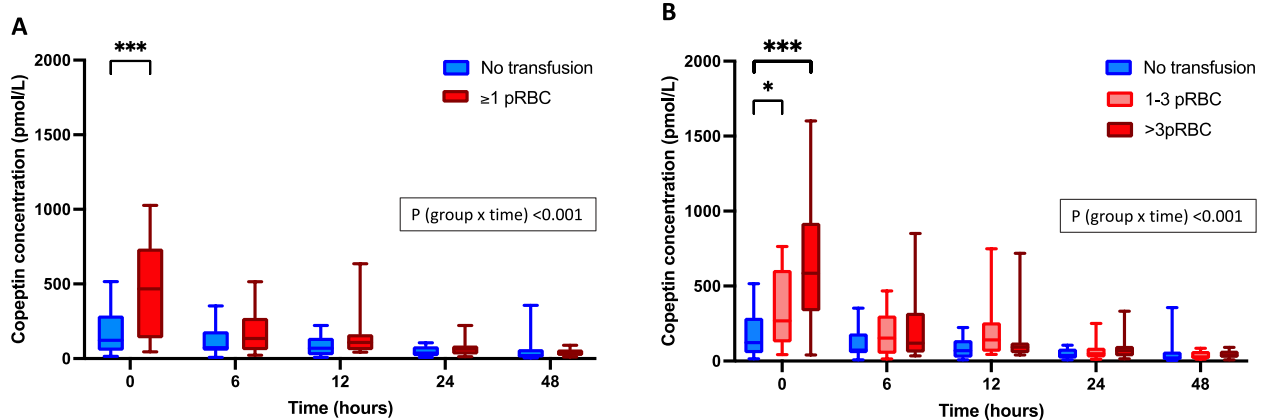 A
***
2000
1500
1000
500
0
Copeptin concentration (pmol/L)
No transfusion
≥1 pRBC
P (group x time) <0.001
0 6 12 24 48
Time (hours)
B
***
*
2000
1500
1000
500
0
Copeptin concentration (pmol/L)
No transfusion
1-3 pRBC
>3pRBC
P (group x time) <0.001
0 6 12 24 48
Time (hours)